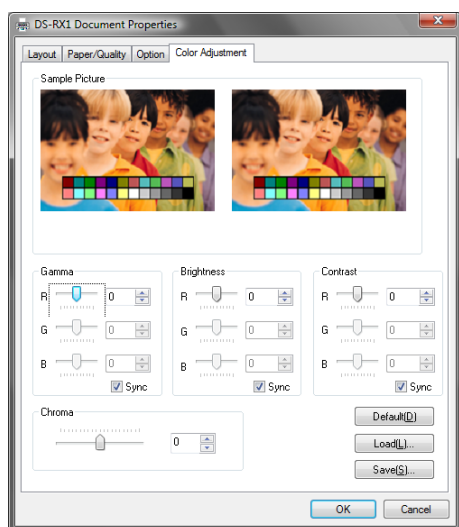 DS-RX1 Document Properties
Layout Paper/Quality Option Color Adjustment
Sample Picture
Gamma Brightness Contrast
R 0 R 0 R 0
G 0 G 0 G 0
B 0 B 0 B 0
Sync Sync Sync
Chroma
0
Default(D)
Load(L)...
Save(S)...
OK Cancel